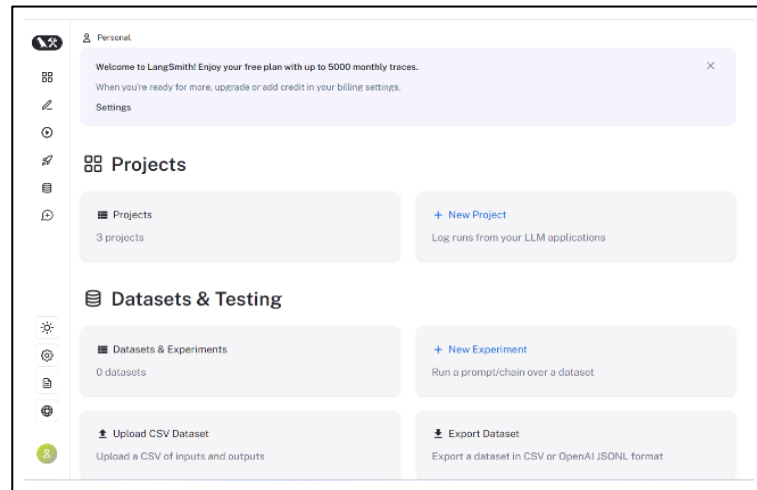 Personal
Welcome to LangSmith! Enjoy your free plan with up to 5000 monthly traces.
When you're ready for more, upgrade or add credit in your billing settings.
Settings
Projects
Projects
3 projects
+ New Project
Log runs from your LLM applications
Datasets & Testing
Datasets & Experiments
0 datasets
+ New Experiment
Run a prompt/chain over a dataset
Upload CSV Dataset
Upload a CSV of inputs and outputs
Export Dataset
Export a dataset in CSV or OpenAI JSONL format